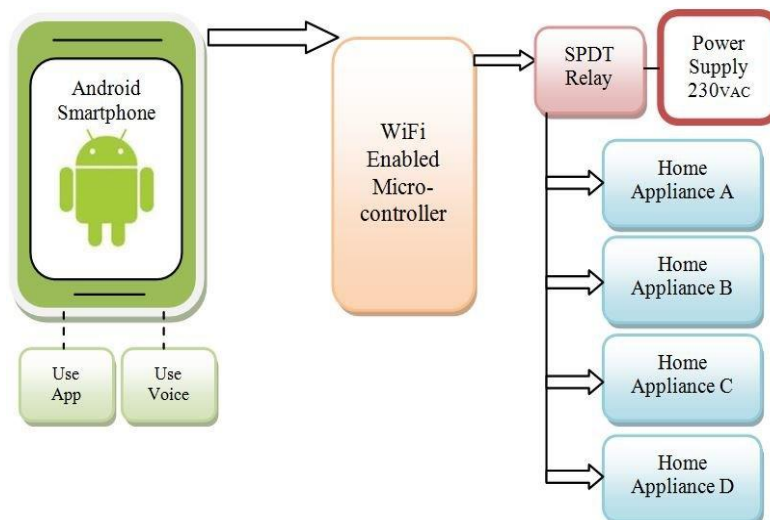 Android
Smartphone
WiFi
Enabled
Micro-
controller
SPDT
Relay
Power
Supply
230VAC
Home
Appliance A
Home
Appliance B
Home
Appliance C
Home
Appliance D
Use
App
Use
Voice